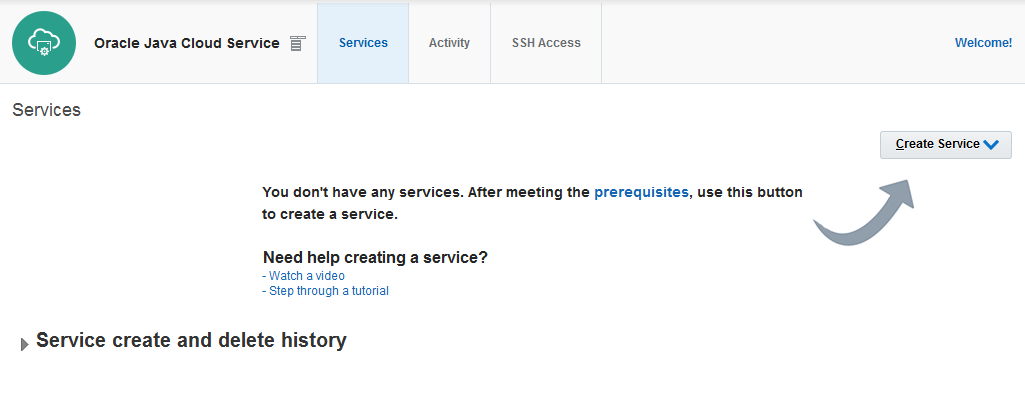 Oracle Java Cloud Service
Services
Activity
SSH Access
Welcome!
Services
Create Service
You don't have any services. After meeting the prerequisites, use this button
to create a service.
Need help creating a service?
- Watch a video
- Step through a tutorial
Service create and delete history